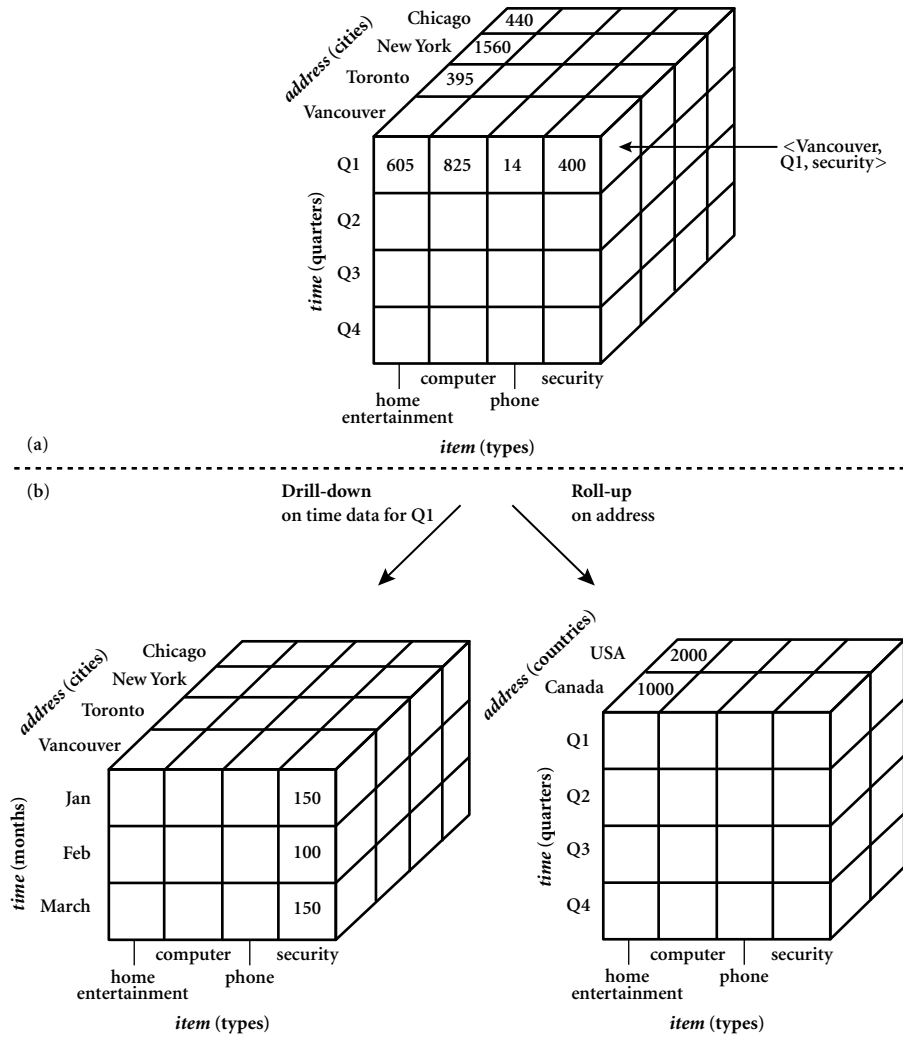 Chicago
440
New York
1560
address (cities)
Toronto
395
Vancouver
<Vancouver,
Q1, security>
Q1
605 825 14 400
Q2
time (quarters)
Q3
Q4
computer security
home
entertainment
phone
item (types)
(a)
(b)
Drill-down
on time data for Q1
Roll-up
on address
Chicago
New York
address (cities)
Toronto
Vancouver
Jan
150
Feb
100
time (months)
March
150
computer security
home
entertainment
phone
item (types)
address (countries)
USA
2000
Canada
1000
Q1
Q2
time (quarters)
Q3
Q4
computer security
home
entertainment
phone
item (types)